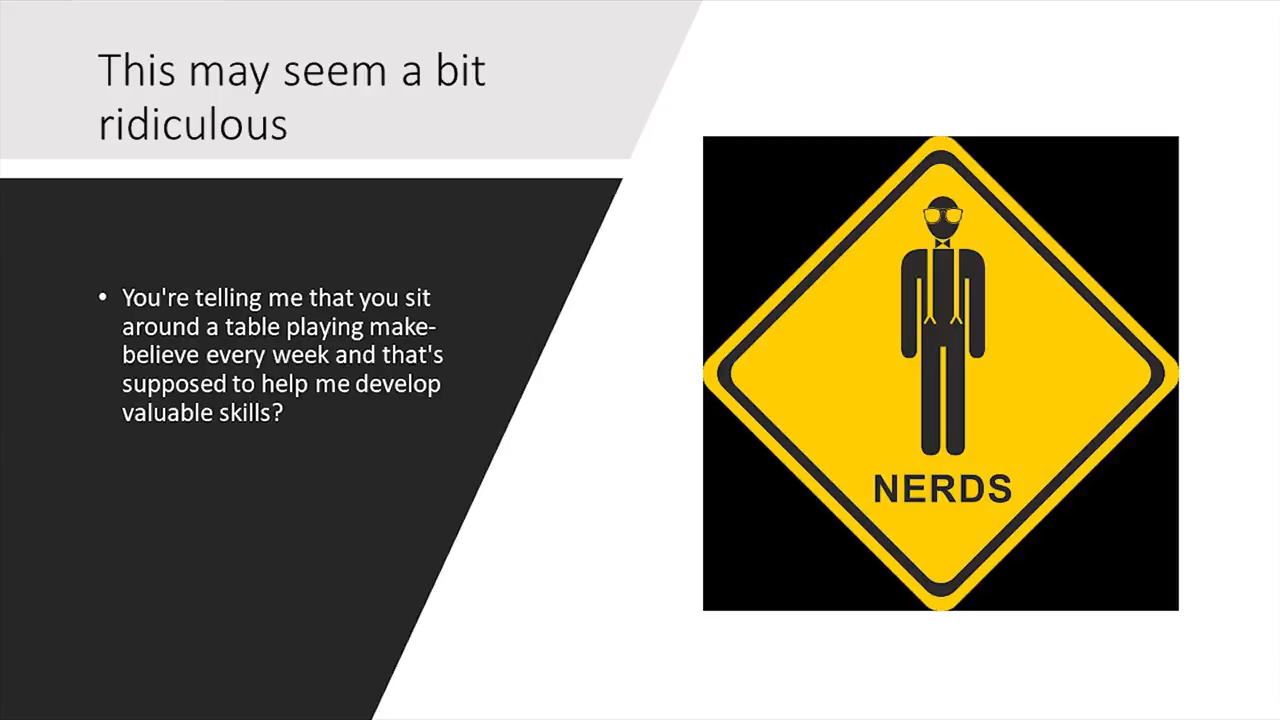 This may seem a bit
ridiculous
• You're telling me that you sit
around a table playing make-
believe every week and that's
supposed to help me develop
valuable skills?
NERDS